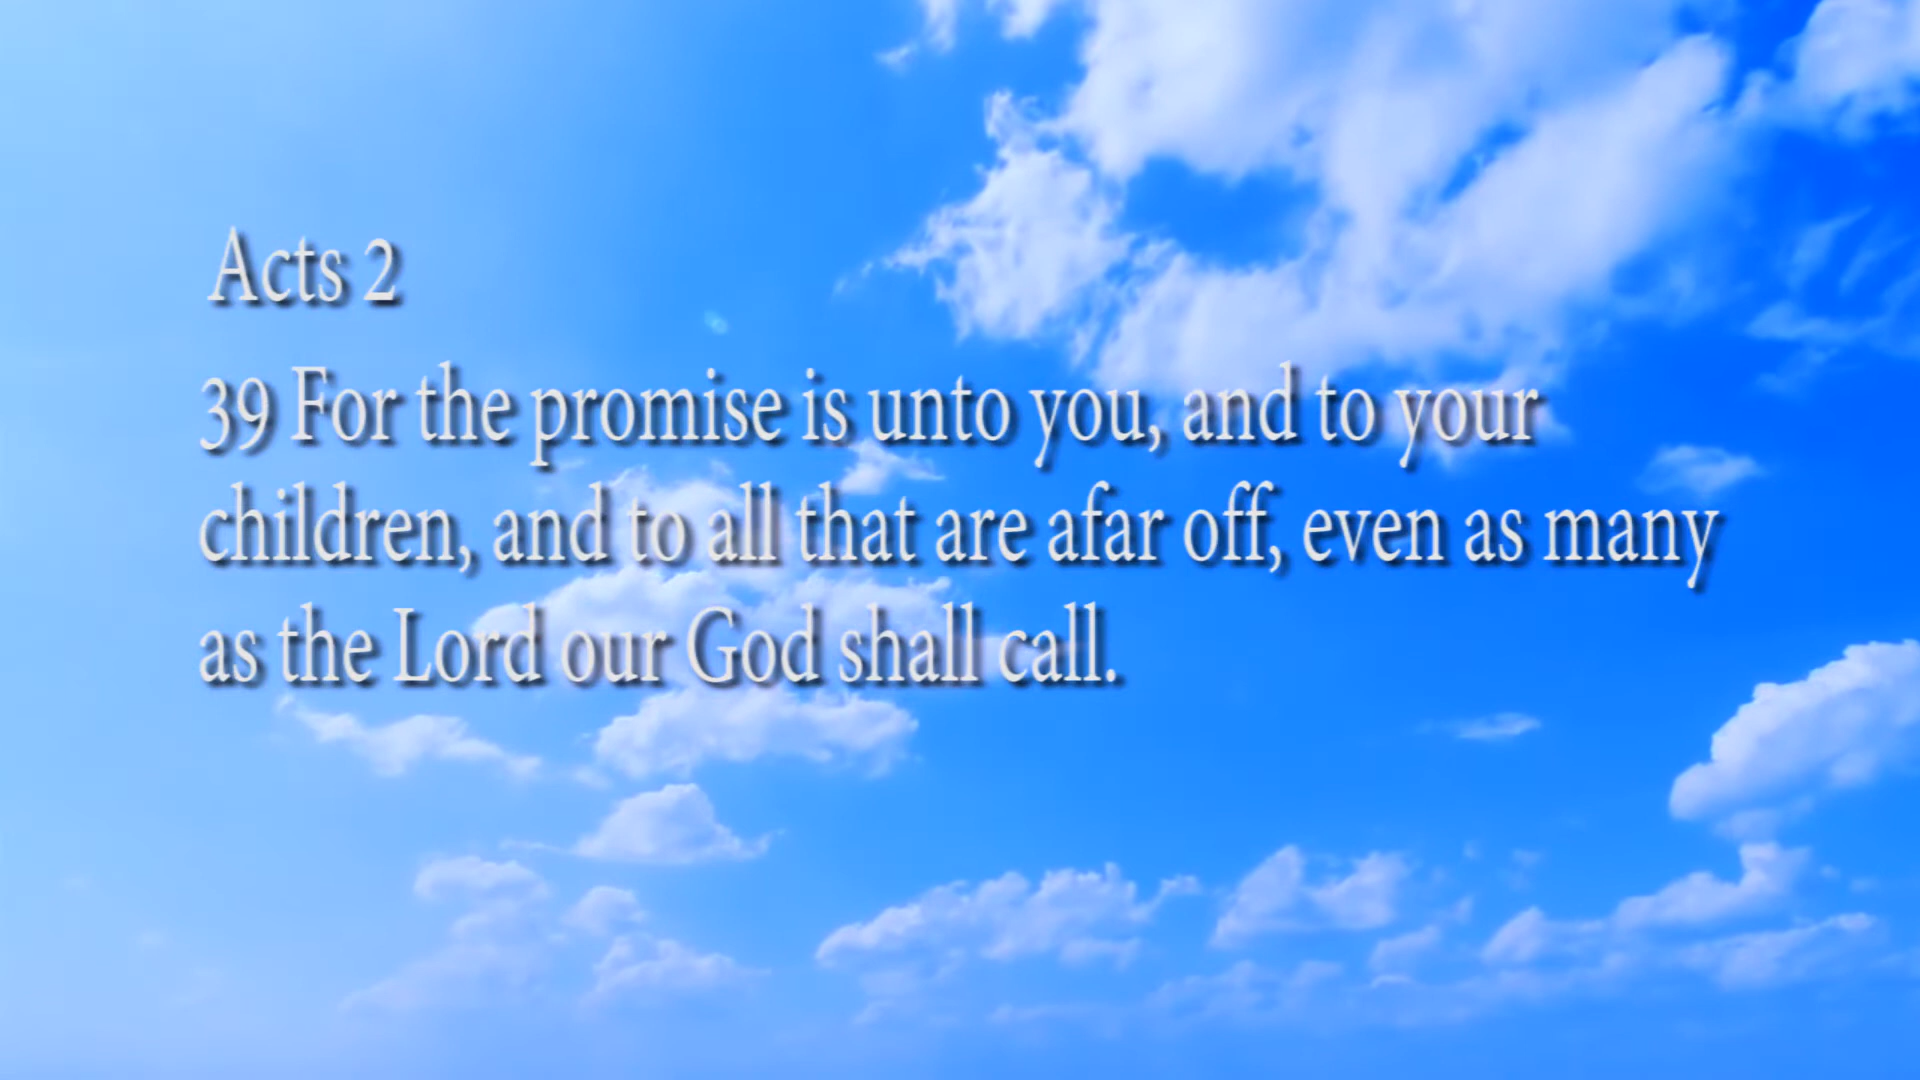 Acts 2
39 For the promise is unto you, and to your
children, and to all that are afar off, even as many
as the Lord our God shall call.